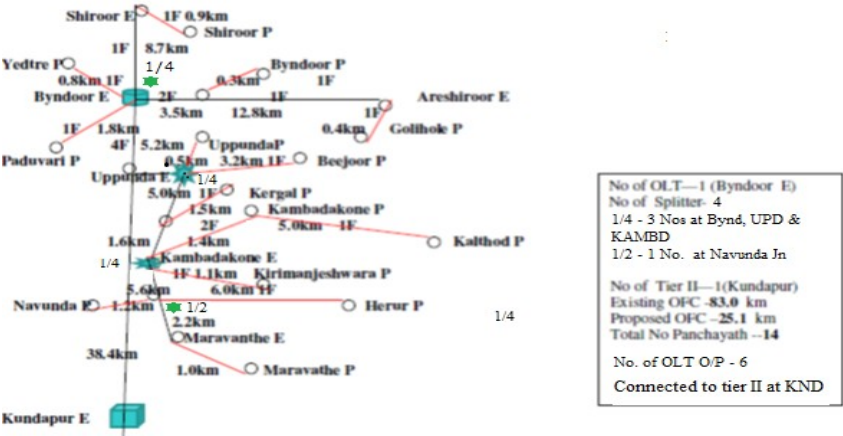 Shiroor E 1F 0.9km
Shiroor P
1F 8.7km
Yedtre P 1/4 Byndoor P
0.8km 1F 0.3km 1F
Byndoor E 2F 1F Areshiroor E
3.5km 12.8km 1F
1F 1.8km 0.4km Golihole P
4F 5.2km UppundaP
Paduvari P 0.5km 3.2km 1F Beejoor P
Uppunda E 1/4
5.0km 1F Kergal P
1.5km Kambadakone P
2F 5.0km 1F
1.6km 1.4km Kalthod P
1/4 Kambadakone E
1F 1.1km Kirimanjeshwara P
5.6km 6.0km 1F
Navunda P 1.2km 1/2 Herur P
2.2km 1/4
Maravanthe E
38.4km
1.0km Maravathe P
Kundapur E
No of OLT—1 (Byndoor E)
No of Splitter- 4
1/4 - 3 Nos at Bynd, UPD &
KAMBD
1/2 - 1 No. at Navunda Jn
No of Tier II—1(Kundapur)
Existing OFC -83.0 km
Proposed OFC –25.1 km
Total No Panchayath --14
No. of OLT O/P - 6
Connected to tier II at KND